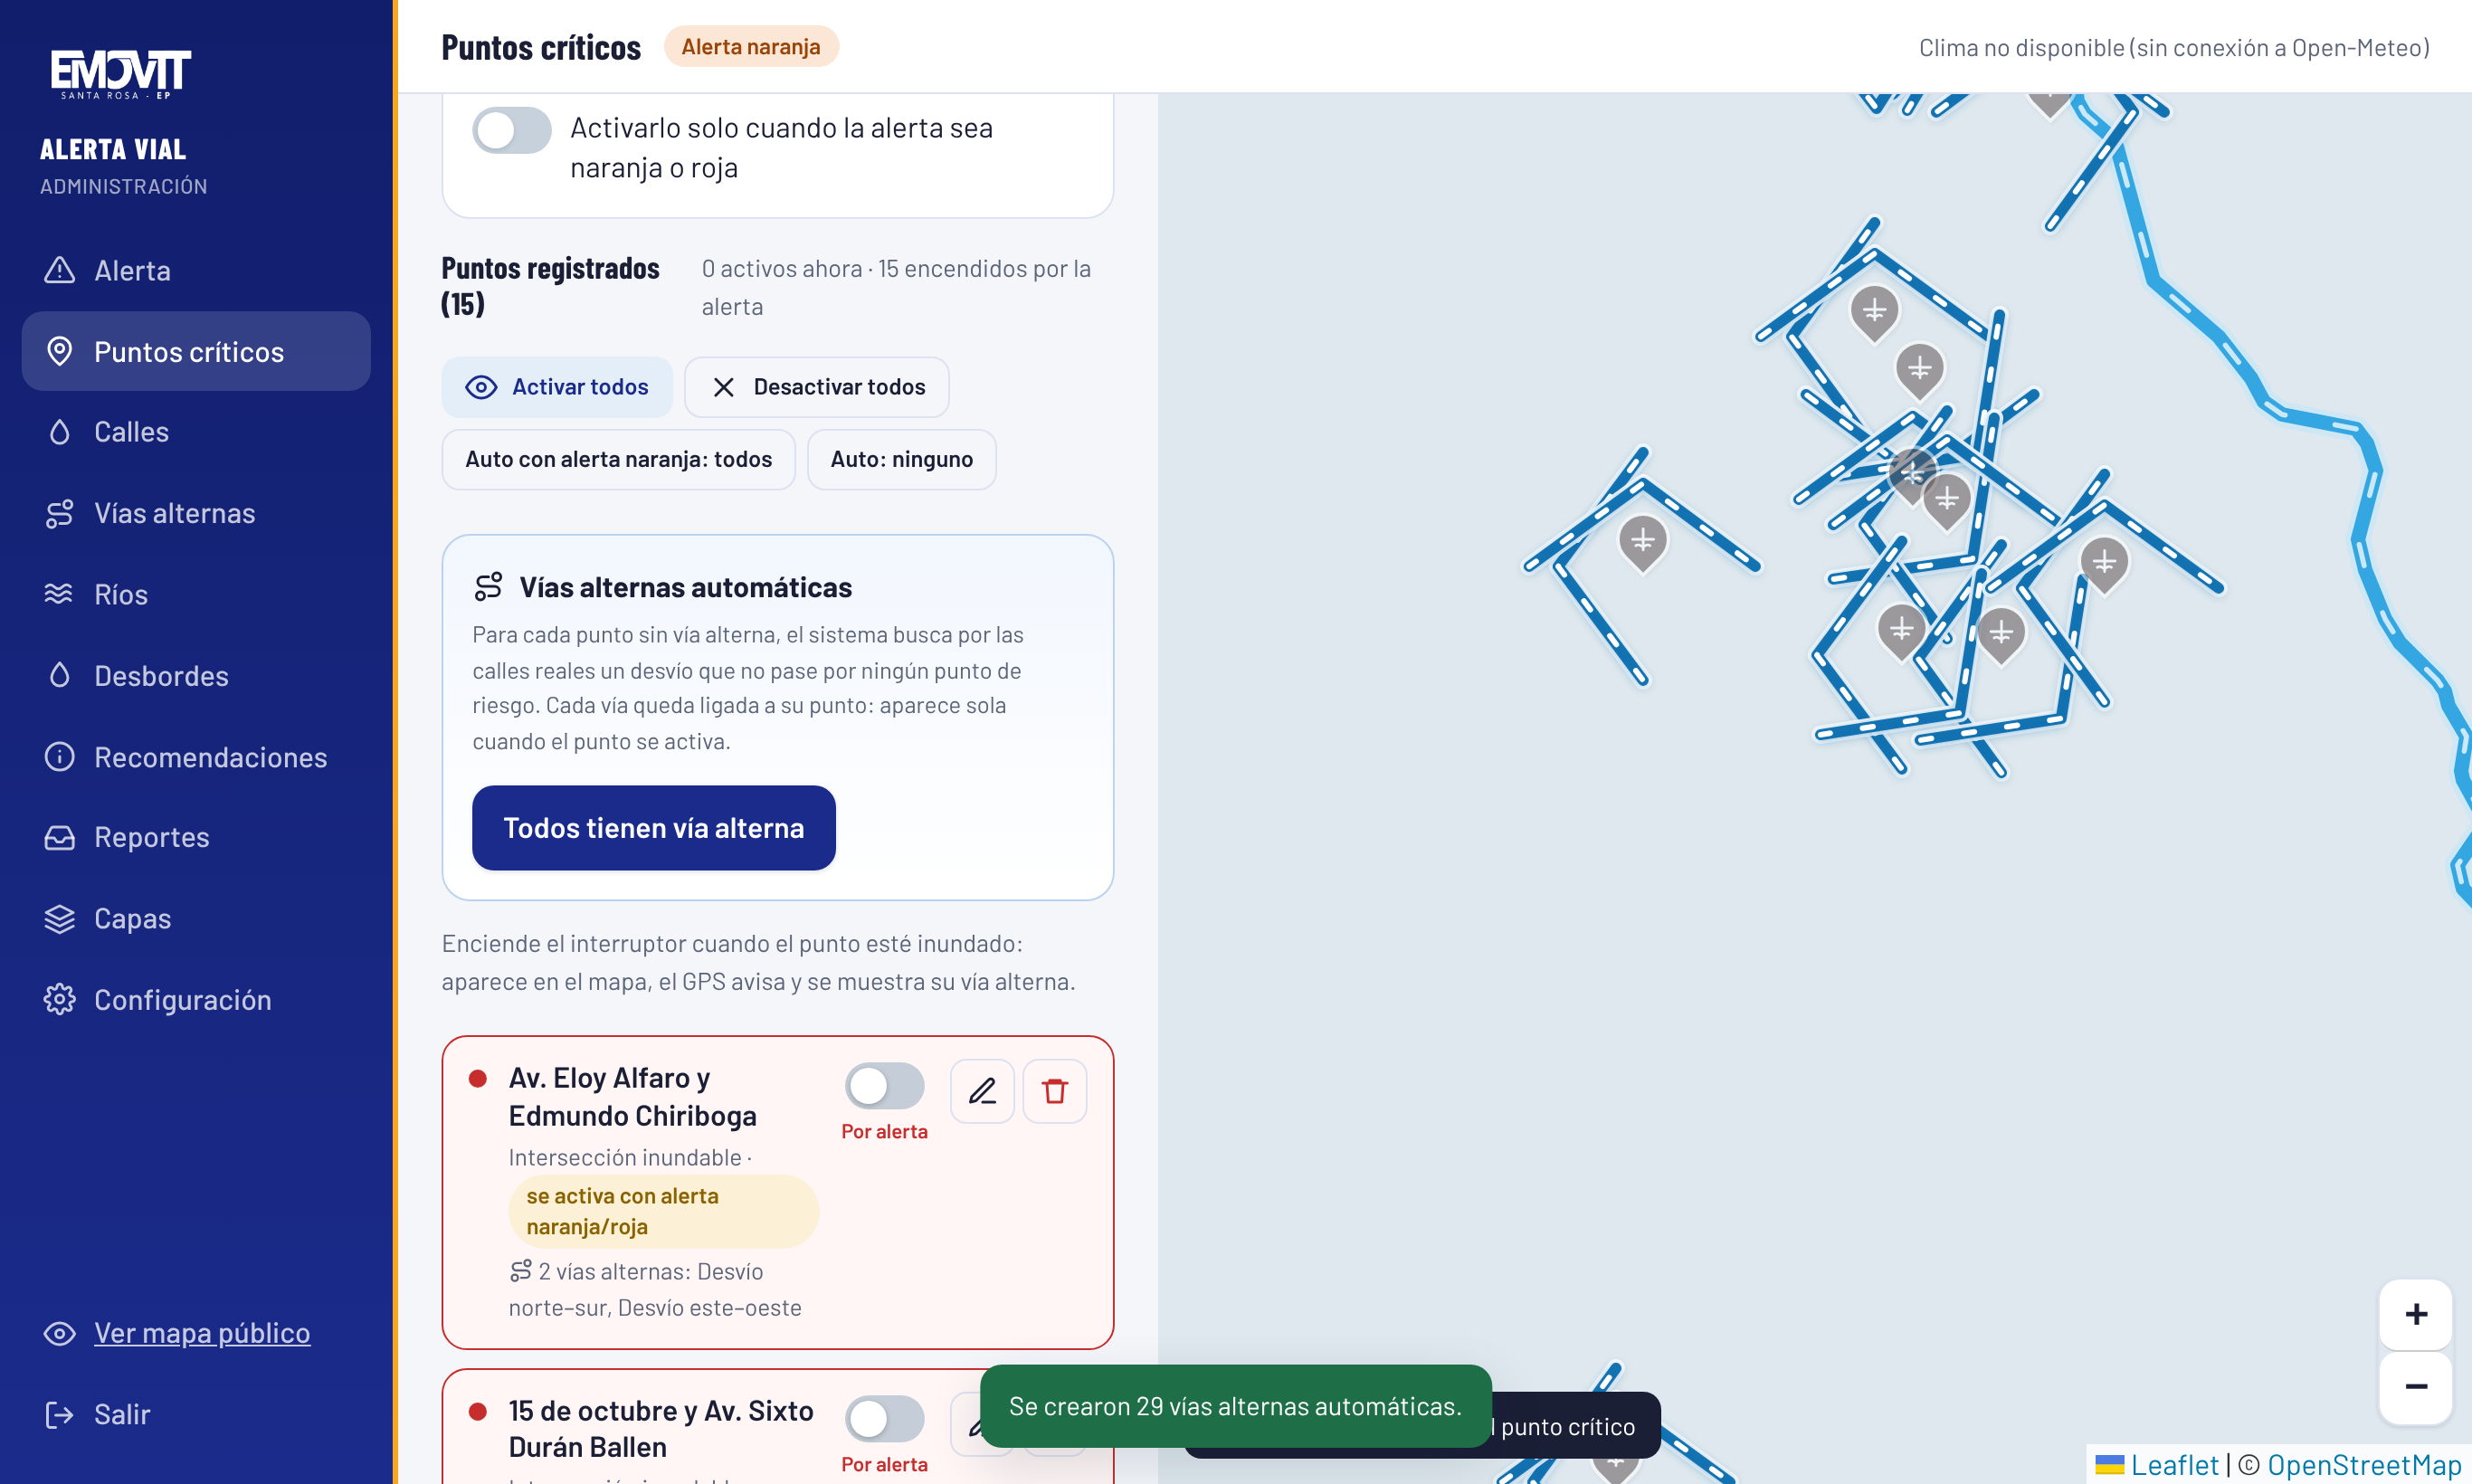 EMOVTT
SANTA ROSA - EP
ALERTA VIAL
ADMINISTRACIÓN
Alerta
Puntos críticos
Calles
Vías alternas
Ríos
Desbordes
Recomendaciones
Reportes
Capas
Configuración
Ver mapa público
Salir
Puntos críticos
Alerta naranja
Clima no disponible (sin conexión a Open-Meteo)
Activarlo solo cuando la alerta sea
naranja o roja
Puntos registrados
(15)
0 activos ahora · 15 encendidos por la
alerta
Activar todos
Desactivar todos
Auto con alerta naranja: todos
Auto: ninguno
Vías alternas automáticas
Para cada punto sin vía alterna, el sistema busca por las
calles reales un desvío que no pase por ningún punto de
riesgo. Cada vía queda ligada a su punto: aparece sola
cuando el punto se activa.
Todos tienen vía alterna
Enciende el interruptor cuando el punto esté inundado:
aparece en el mapa, el GPS avisa y se muestra su vía alterna.
Av. Eloy Alfaro y
Edmundo Chiriboga
Por alerta
Intersección inundable ·
se activa con alerta
naranja/roja
2 vías alternas: Desvío
norte–sur, Desvío este–oeste
15 de octubre y Av. Sixto
Durán Ballen
Por alerta
Se crearon 29 vías alternas automáticas.
punto crítico
+
−
Leaflet | © OpenStreetMap